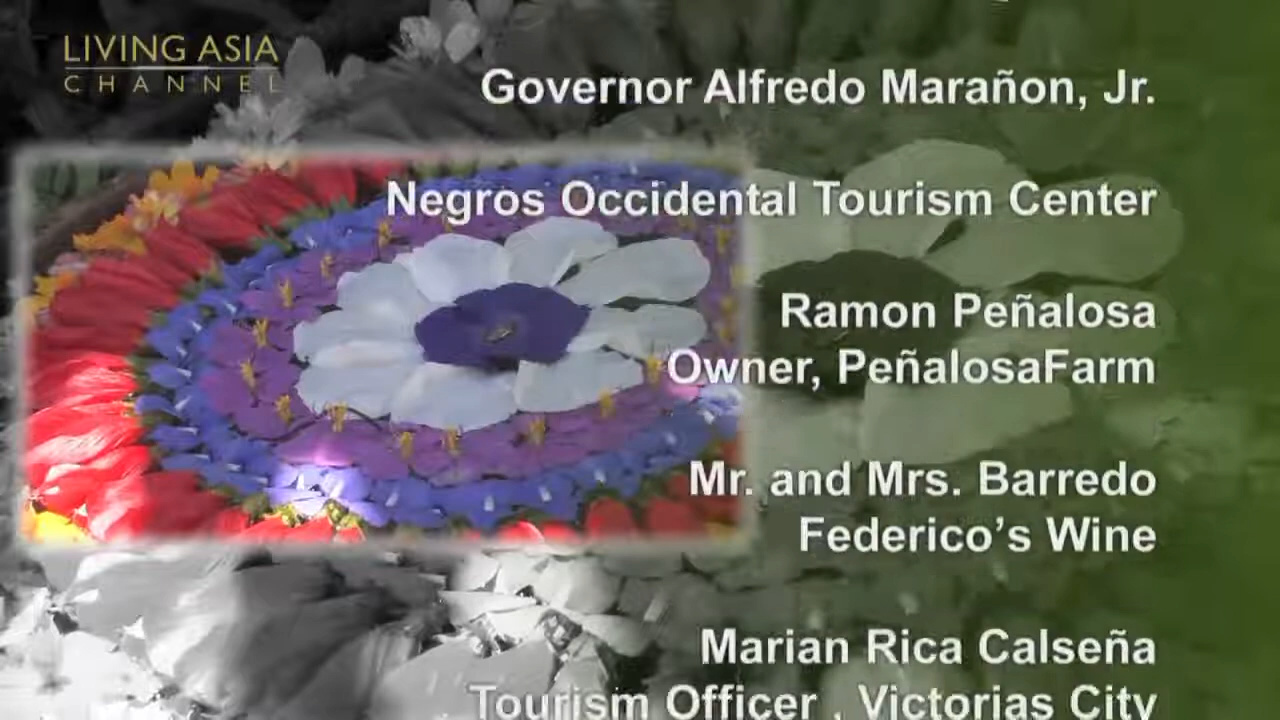 LIVING ASIA
CHANNEL
Governor Alfredo Marañon, Jr.
Negros Occidental Tourism Center
Ramon Peñalosa
Owner, PeñalosaFarm
Mr. and Mrs. Barredo
Federico’s Wine
Marian Rica Calseña
Tourism Officer , Victorias City